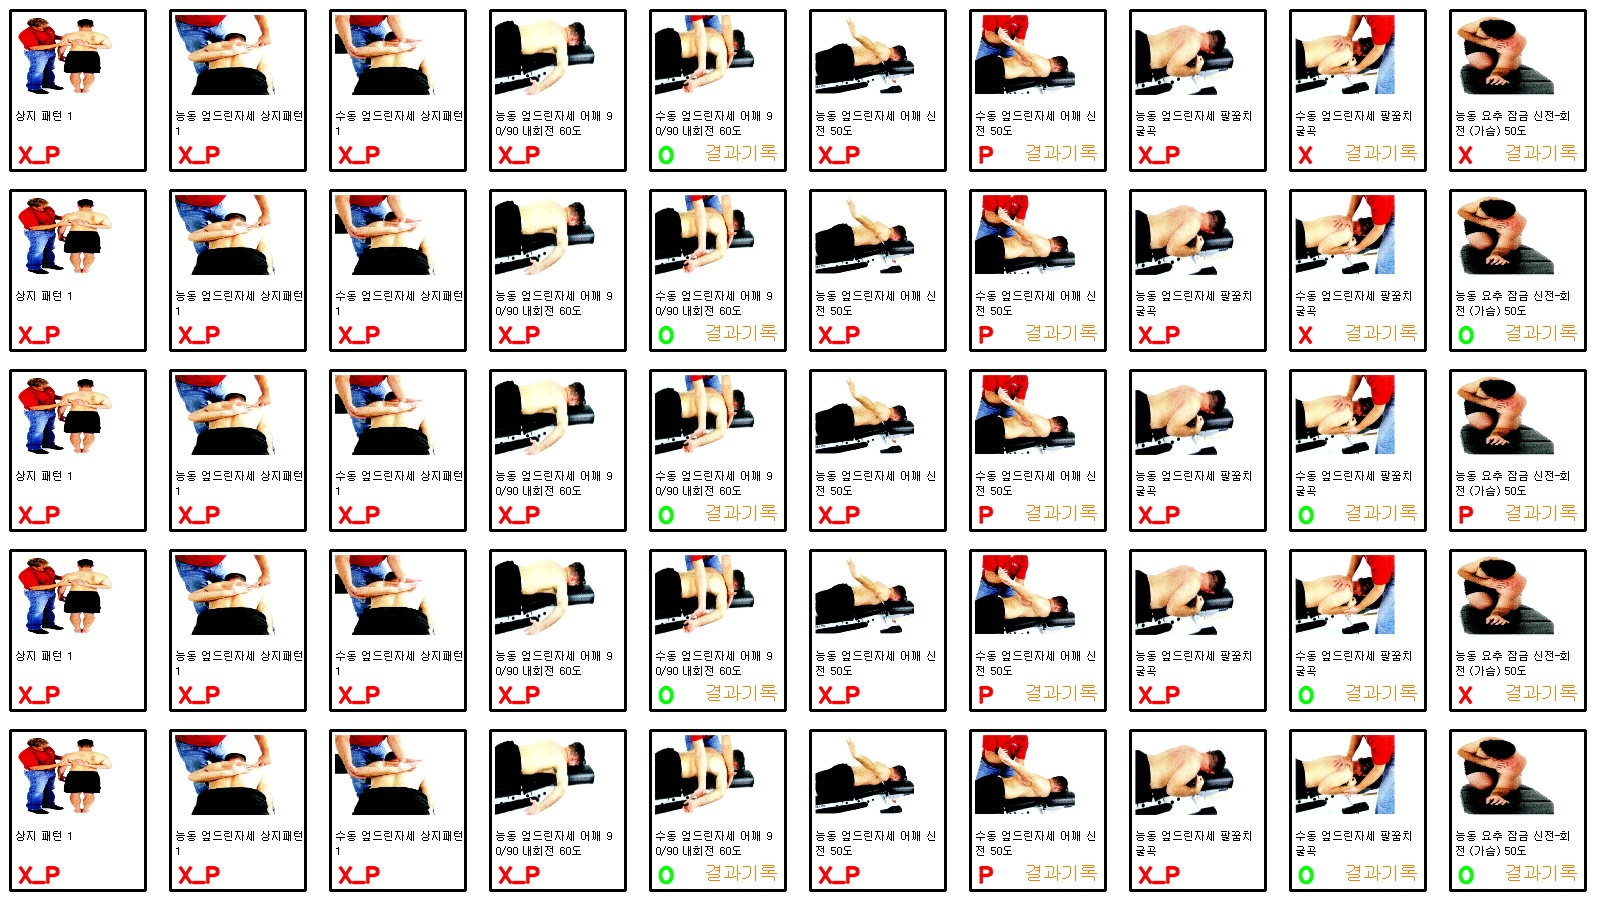 상지 패턴 1
X_P
능동 엎드린자세 상지패턴
1
X_P
수동 엎드린자세 상지패턴
1
X_P
능동 엎드린자세 어깨 9
0/90 내회전 60도
X_P
수동 엎드린자세 어깨 9
0/90 내회전 60도
O 결과기록
능동 엎드린자세 어깨 신
전 50도
X_P
수동 엎드린자세 어깨 신
전 50도
P 결과기록
능동 엎드린자세 팔꿈치
굴곡
X_P
수동 엎드린자세 팔꿈치
굴곡
X 결과기록
능동 요추 잠금 신전-회
전 (가슴) 50도
X 결과기록
상지 패턴 1
X_P
능동 엎드린자세 상지패턴
1
X_P
수동 엎드린자세 상지패턴
1
X_P
능동 엎드린자세 어깨 9
0/90 내회전 60도
X_P
수동 엎드린자세 어깨 9
0/90 내회전 60도
O 결과기록
능동 엎드린자세 어깨 신
전 50도
X_P
수동 엎드린자세 어깨 신
전 50도
P 결과기록
능동 엎드린자세 팔꿈치
굴곡
X_P
수동 엎드린자세 팔꿈치
굴곡
X 결과기록
능동 요추 잠금 신전-회
전 (가슴) 50도
O 결과기록
상지 패턴 1
X_P
능동 엎드린자세 상지패턴
1
X_P
수동 엎드린자세 상지패턴
1
X_P
능동 엎드린자세 어깨 9
0/90 내회전 60도
X_P
수동 엎드린자세 어깨 9
0/90 내회전 60도
O 결과기록
능동 엎드린자세 어깨 신
전 50도
X_P
수동 엎드린자세 어깨 신
전 50도
P 결과기록
능동 엎드린자세 팔꿈치
굴곡
X_P
수동 엎드린자세 팔꿈치
굴곡
O 결과기록
능동 요추 잠금 신전-회
전 (가슴) 50도
P 결과기록
상지 패턴 1
X_P
능동 엎드린자세 상지패턴
1
X_P
수동 엎드린자세 상지패턴
1
X_P
능동 엎드린자세 어깨 9
0/90 내회전 60도
X_P
수동 엎드린자세 어깨 9
0/90 내회전 60도
O 결과기록
능동 엎드린자세 어깨 신
전 50도
X_P
수동 엎드린자세 어깨 신
전 50도
P 결과기록
능동 엎드린자세 팔꿈치
굴곡
X_P
수동 엎드린자세 팔꿈치
굴곡
O 결과기록
능동 요추 잠금 신전-회
전 (가슴) 50도
X 결과기록
상지 패턴 1
X_P
능동 엎드린자세 상지패턴
1
X_P
수동 엎드린자세 상지패턴
1
X_P
능동 엎드린자세 어깨 9
0/90 내회전 60도
X_P
수동 엎드린자세 어깨 9
0/90 내회전 60도
O 결과기록
능동 엎드린자세 어깨 신
전 50도
X_P
수동 엎드린자세 어깨 신
전 50도
P 결과기록
능동 엎드린자세 팔꿈치
굴곡
X_P
수동 엎드린자세 팔꿈치
굴곡
O 결과기록
능동 요추 잠금 신전-회
전 (가슴) 50도
O 결과기록